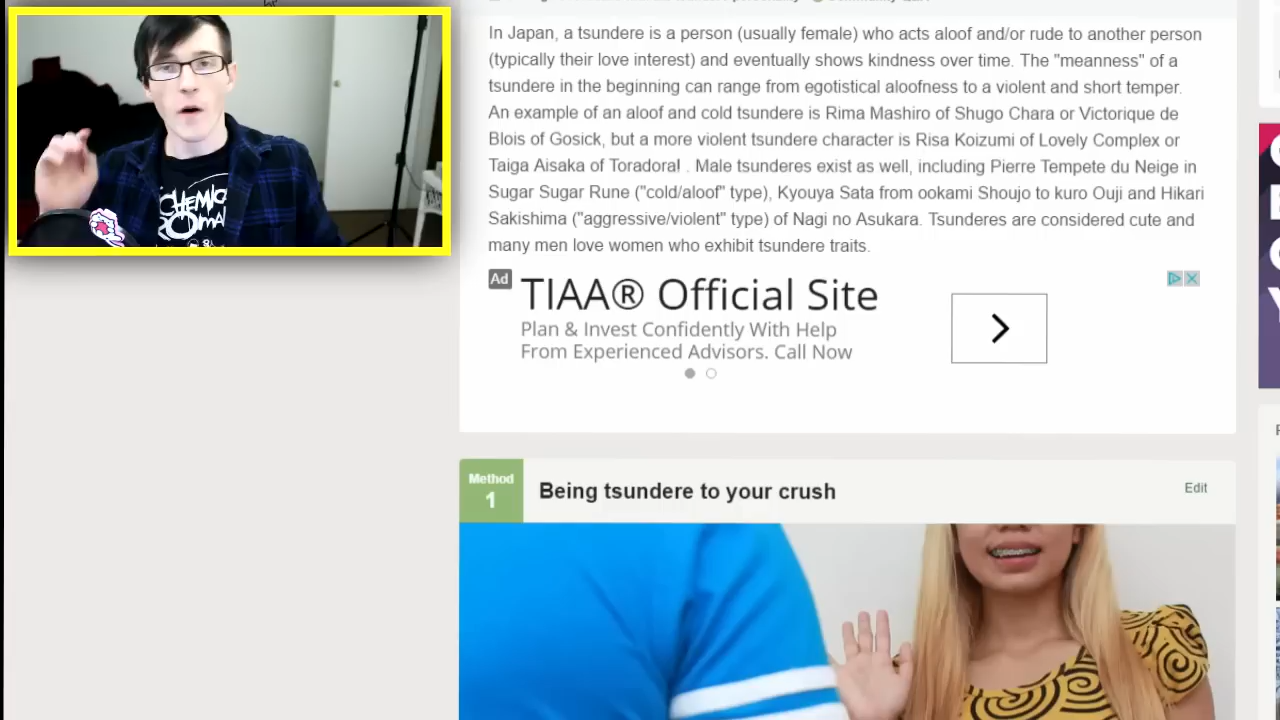 In Japan, a tsundere is a person (usually female) who acts aloof and/or rude to another person
(typically their love interest) and eventually shows kindness over time. The "meanness" of a
tsundere in the beginning can range from egotistical aloofness to a violent and short temper.
An example of an aloof and cold tsundere is Rima Mashiro of Shugo Chara or Victorique de
Blois of Gosick, but a more violent tsundere character is Risa Koizumi of Lovely Complex or
Taiga Aisaka of Toradora! . Male tsunderes exist as well, including Pierre Tempete du Neige in
Sugar Sugar Rune ("cold/aloof" type), Kyouya Sata from ookami Shoujo to kuro Ouji and Hikari
Sakishima ("aggressive/violent" type) of Nagi no Asukara. Tsunderes are considered cute and
many men love women who exhibit tsundere traits.
Ad
TIAA® Official Site
Plan & Invest Confidently With Help
From Experienced Advisors. Call Now
Method
1
Being tsundere to your crush
Edit
CHEMIC